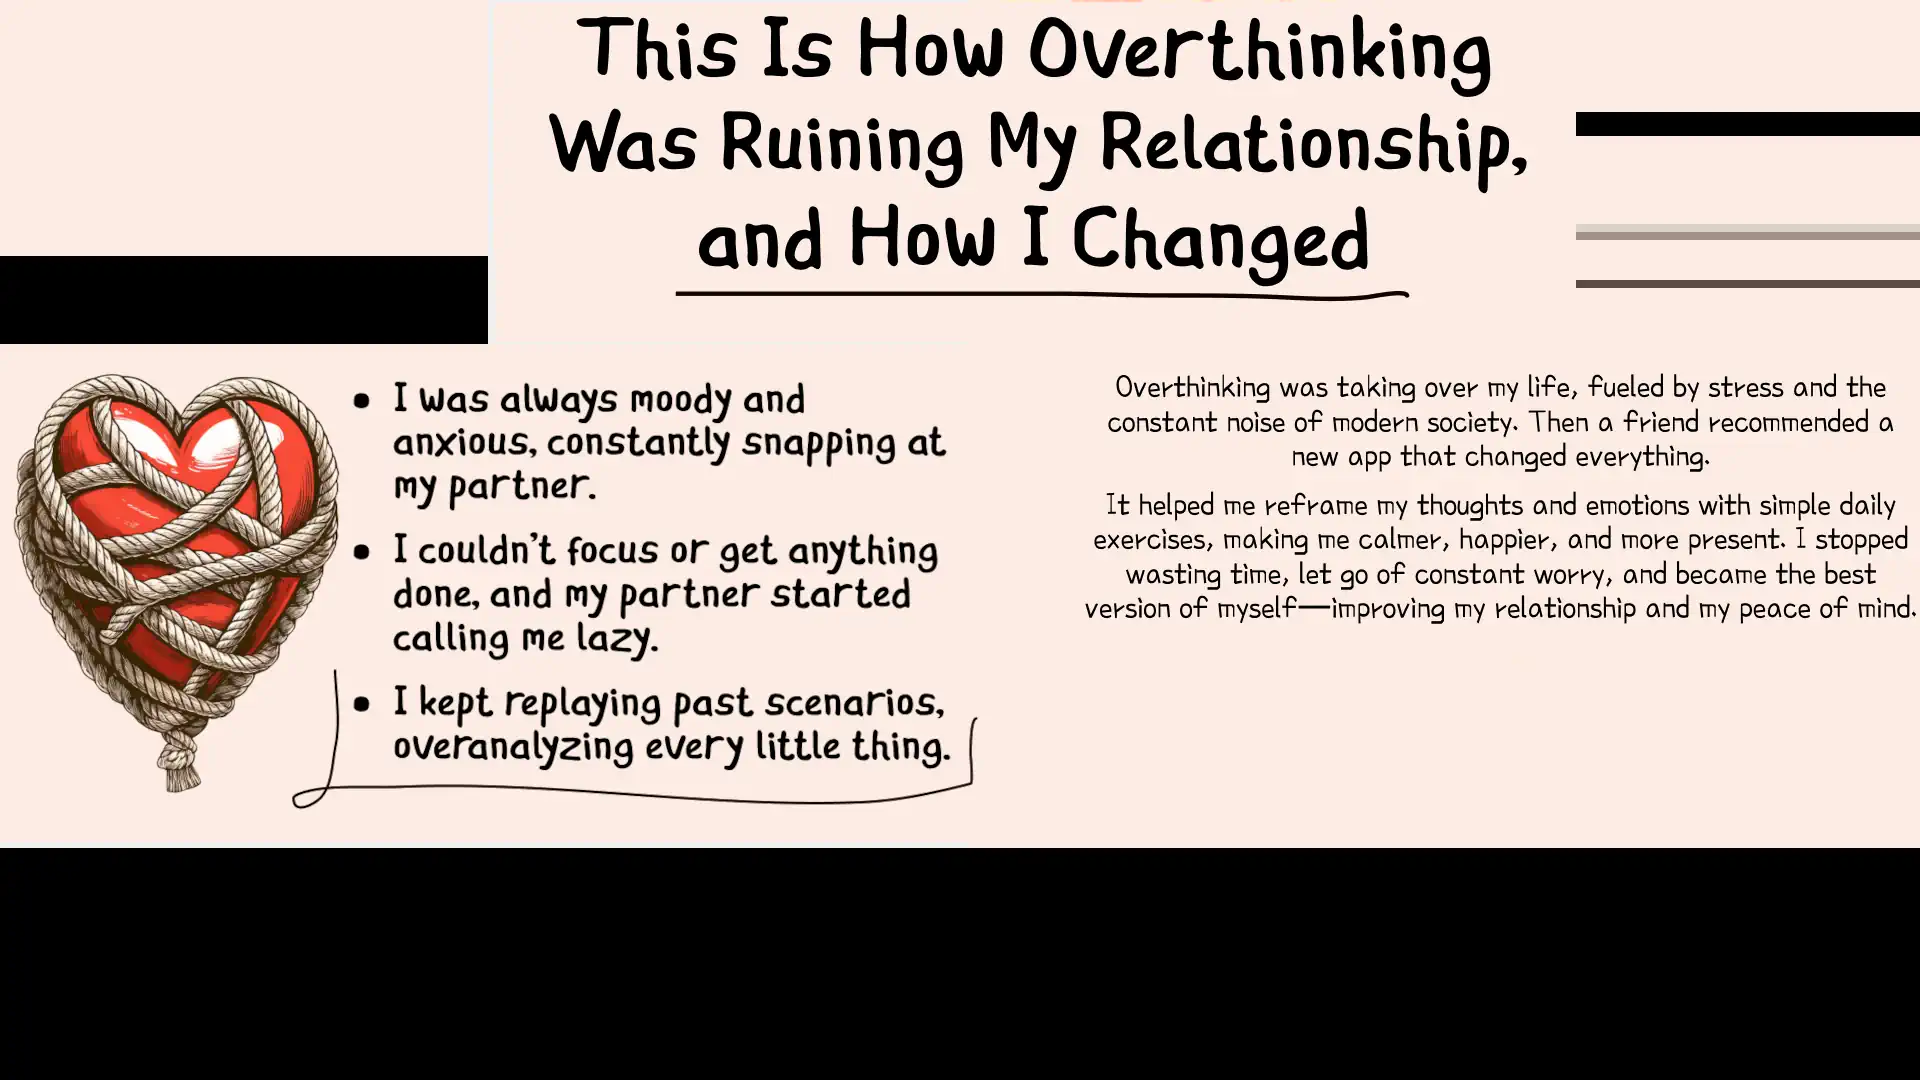 This Is How Overthinking
Was Ruining My Relationship,
and How I Changed
• I was always moody and
anxious, constantly snapping at
my partner.
• I couldn't focus or get anything
done, and my partner started
calling me lazy.
• I kept replaying past scenarios,
overanalyzing every little thing.
Overthinking was taking over my life, fueled by stress and the
constant noise of modern society. Then a friend recommended a
new app that changed everything.
It helped me reframe my thoughts and emotions with simple daily
exercises, making me calmer, happier, and more present. I stopped
wasting time, let go of constant worry, and became the best
version of myself—improving my relationship and my peace of mind.